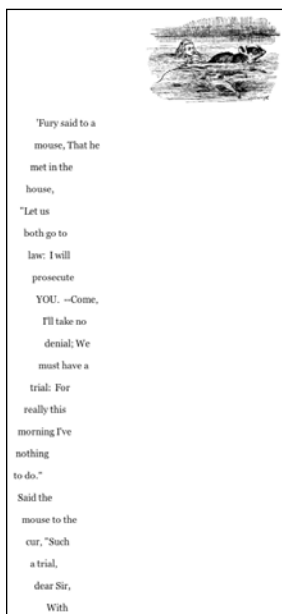 'Fury said to a
mouse, That he
met in the
house,
"Let us
both go to
law: I will
prosecute
YOU. --Come,
I'll take no
denial; We
must have a
trial: For
really this
morning I've
nothing
to do."
Said the
mouse to the
cur, "Such
a trial,
dear Sir,
With